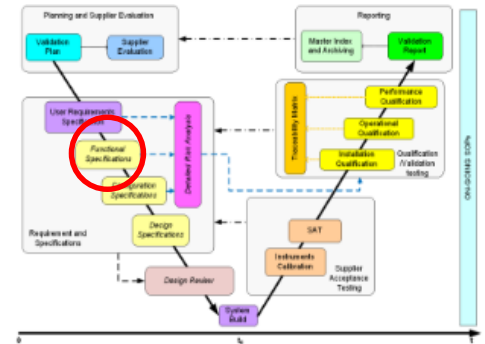 Planning and Supplier Evaluation
Validation
Plan
Supplier
Evaluation
Reporting
Master Index
and Archiving
Validation
Report
User Requirements
Specification
Functional
Specifications
Configuration
Specifications
Design
Specifications
Detailed Risk Analysis
Requirement and
Specifications
Design Review
System
Build
Traceability Matrix
Performance
Qualification
Operational
Qualification
Installation
Qualification
Qualification
/Validation
testing
SAT
Instruments
Calibration
Supplier
Acceptance
Testing
ON-GOING
0
t